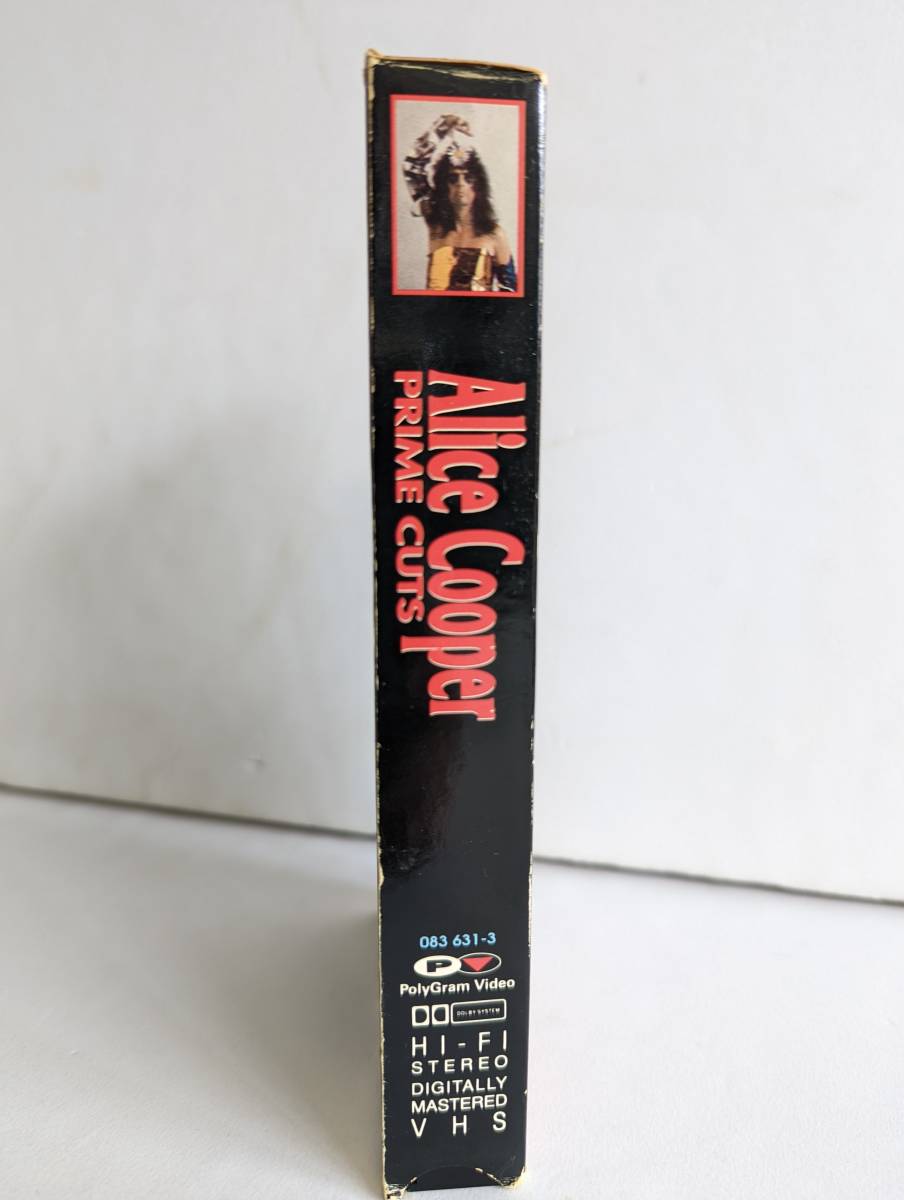 Alice Cooper
PRIME CUTS
083 631-3
P
PolyGram Video
DOLBY SYSTEM
HI-FI
STEREO
DIGITALLY
MASTERED
VHS